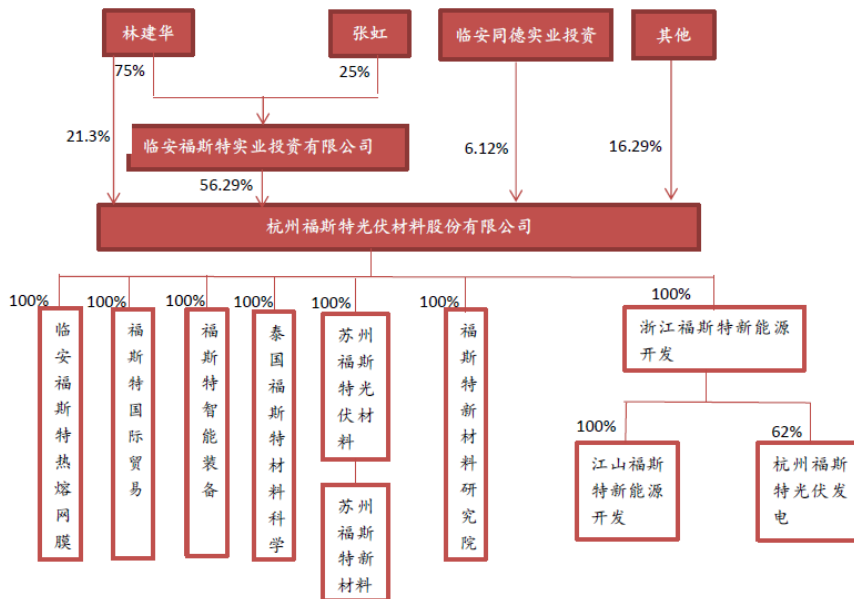 林建华
张虹
临安同德实业投资
其他
75%
25%
21.3%
临安福斯特实业投资有限公司
6.12%
16.29%
56.29%
杭州福斯特光伏材料股份有限公司
100%
100%
100%
100%
100%
100%
100%
临安福斯特热熔网膜
福斯特国际贸易
福斯特智能装备
泰国福斯特材料科学
苏州
福斯
特光
伏材
料
福斯特新材料研究院
浙江福斯特新能源
开发
100%
62%
苏州
福斯
特新
材料
江山福斯
特新能源
开发
杭州福斯
特光伏发
电